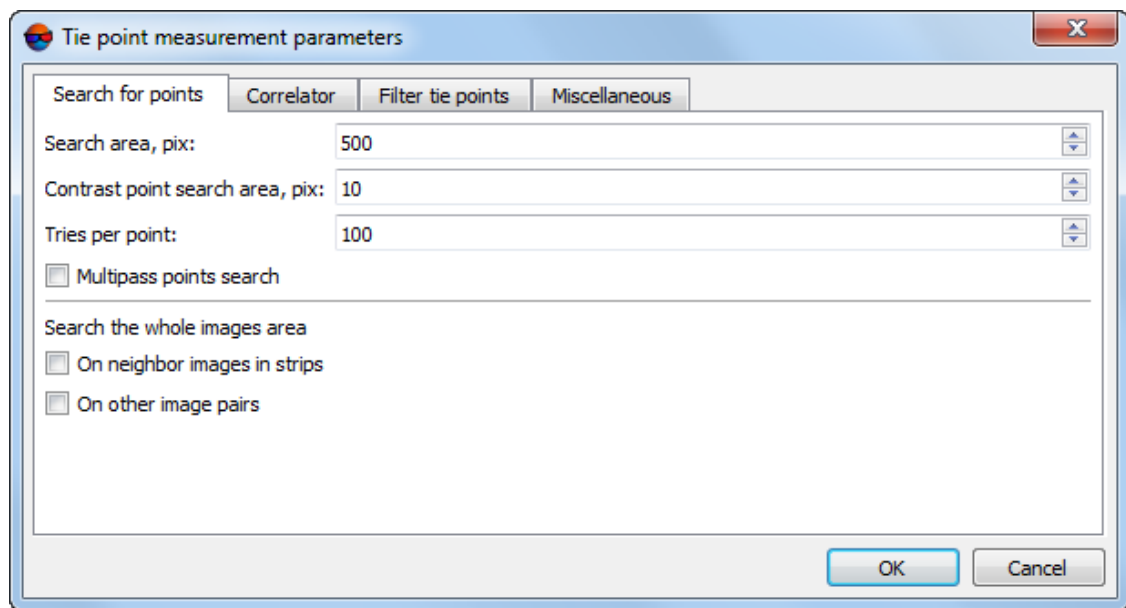 Tie point measurement parameters
Search for points Correlator Filter tie points Miscellaneous
Search area, pix: 500
Contrast point search area, pix: 10
Tries per point: 100
Multipass points search
Search the whole images area
On neighbor images in strips
On other image pairs
OK Cancel